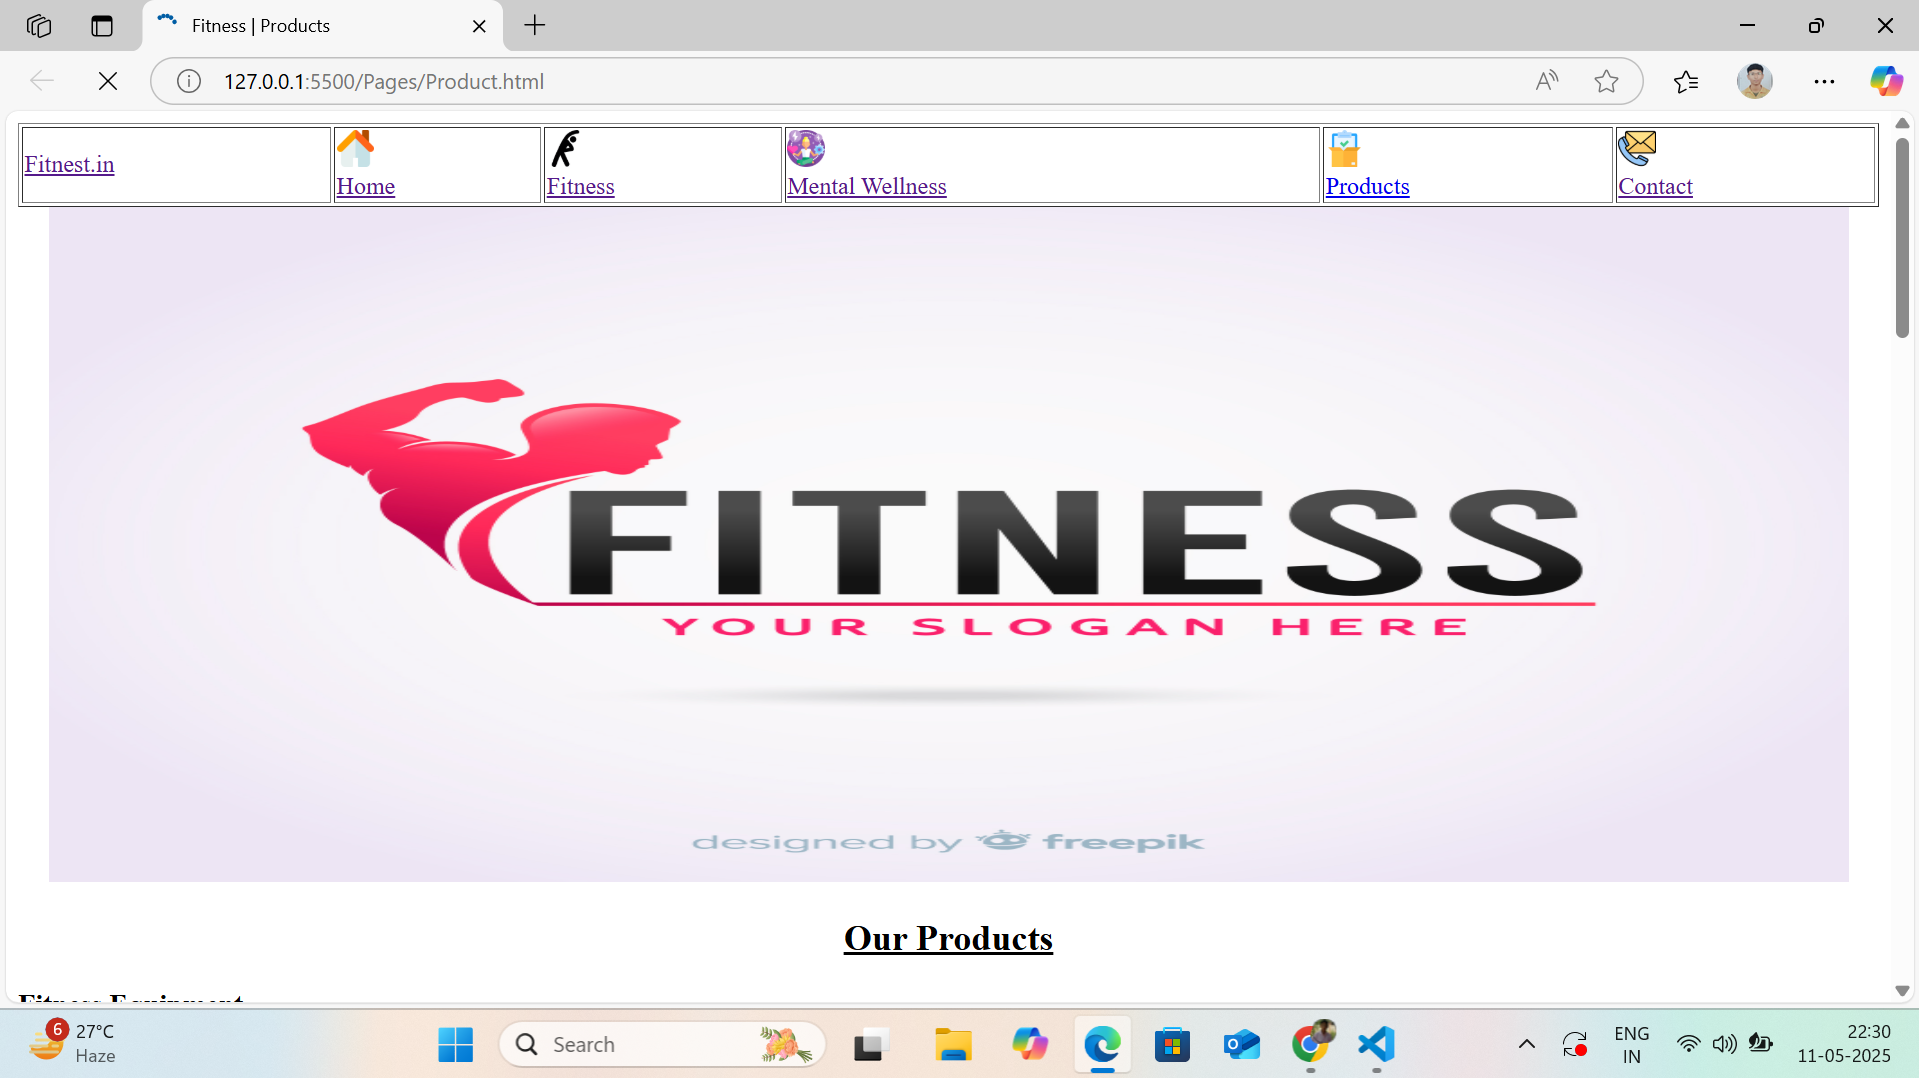 Fitness | Products
127.0.0.1:5500/Pages/Product.html
Fitnest.in
Home
Fitness
Mental Wellness
Products
Contact
FITNESS
YOUR SLOGAN HERE
designed by freepik
Our Products
Fitness Equipment
6
27°C
Haze
Search
ENG
IN
22:30
11-05-2025